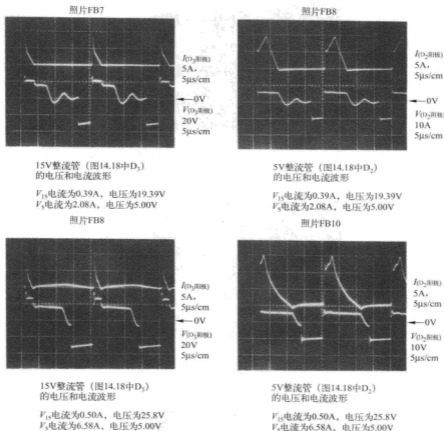 照片FB7
I(D₃阳极)
5A,
5μs/cm
0V
V(D₃阳极)
20V
5μs/cm
15V整流管（图14.18中D₃）
的电压和电流波形
V₁₅电流为0.39A，电压为19.39V
V₅电流为2.08A，电压为5.00V
照片FB8
I(D₂阳极)
5A,
5μs/cm
0V
V(D₂阳极)
10A
5μs/cm
5V整流管（图14.18中D₂）
的电压和电流波形
V₁₅电流为0.39A，电压为19.39V
V₅电流为2.08A，电压为5.00V
照片FB8
I(D₃阳极)
5A,
5μs/cm
0V
V(D₃阳极)
20V
5μs/cm
15V整流管（图14.18中D₃）
的电压和电流波形
V₁₅电流为0.50A，电压为25.8V
V₅电流为6.58A，电压为5.00V
照片FB10
I(D₂阳极)
5A,
5μs/cm
0V
V(D₂阳极)
10V
5μs/cm
5V整流管（图14.18中D₂）
的电压和电流波形
V₁₅电流为0.50A，电压为25.8V
V₅电流为6.58A，电压为5.00V